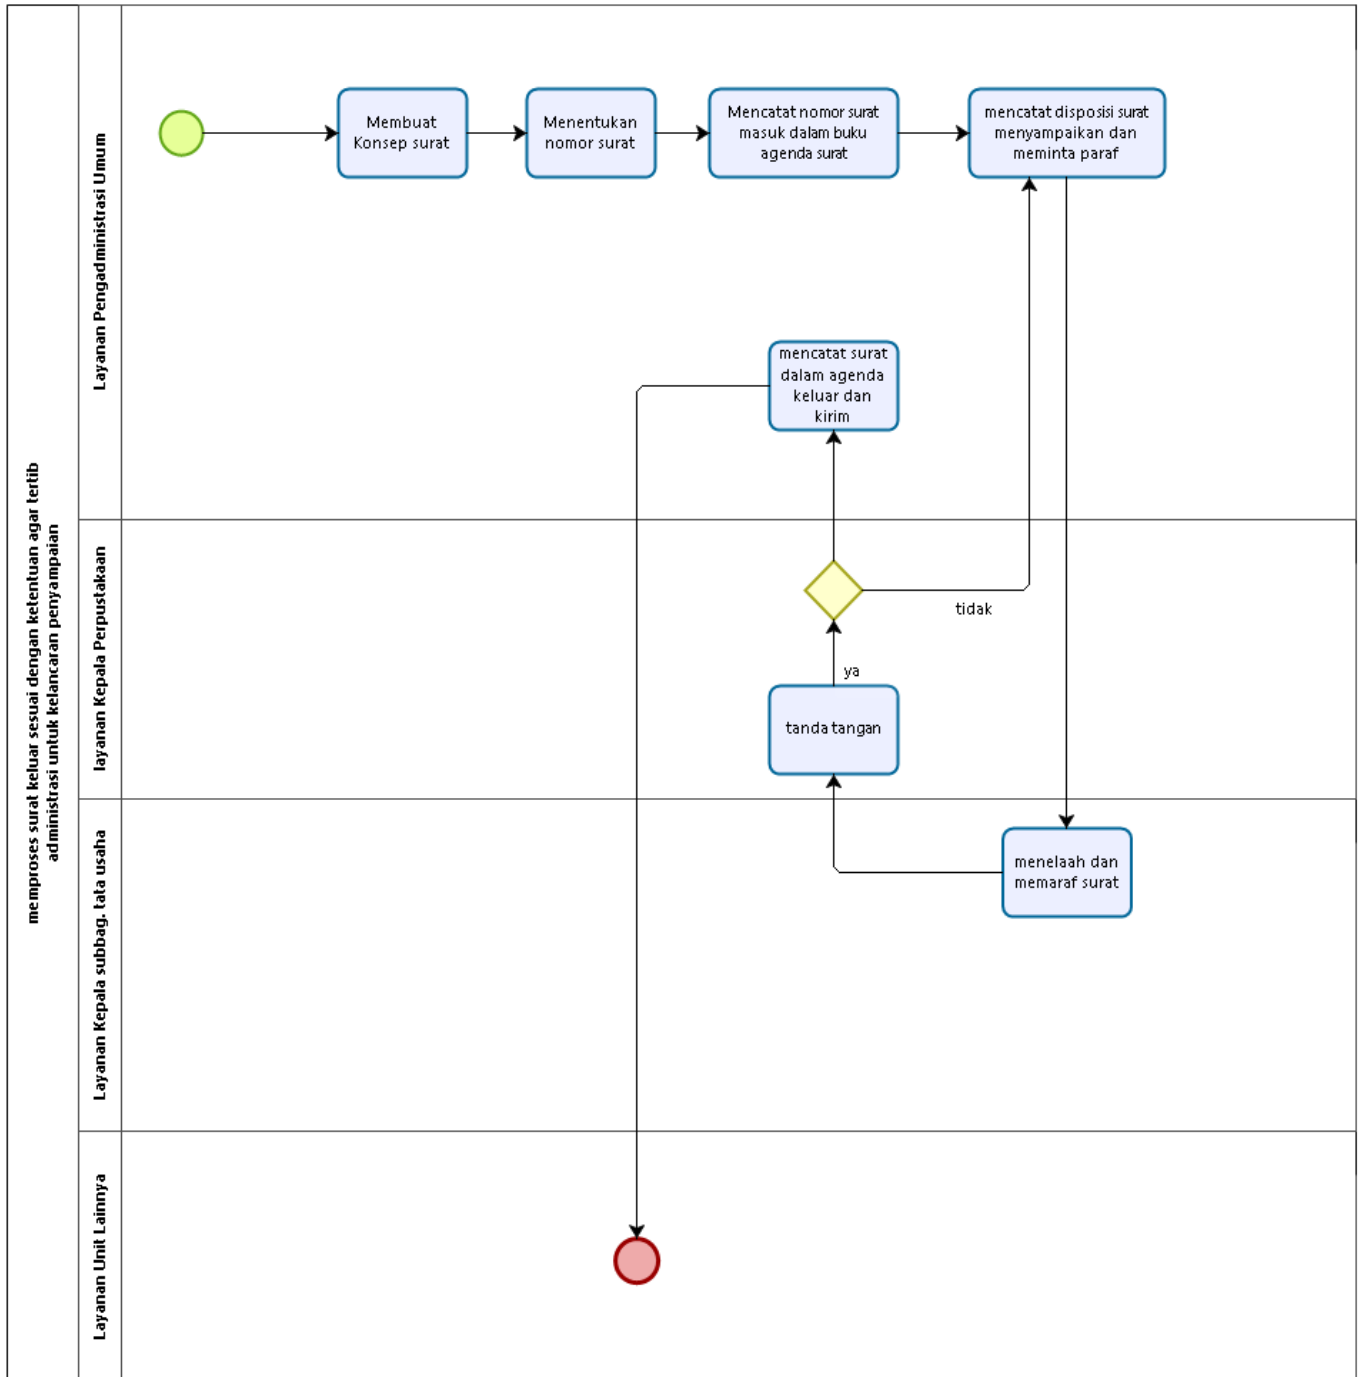 memproses surat keluar sesuai dengan ketentuan agar tertib
administrasi untuk kelancaran penyampaian
Layanan Pengadministrasi Umum
Membuat
Konsep surat
Menentukan
nomor surat
Mencatat nomor surat
masuk dalam buku
agenda surat
mencatat disposisi surat
menyampaikan dan
meminta paraf
mencatat surat
dalam agenda
keluar dan
kirim
layanan Kepala Perpustakaan
tidak
ya
tanda tangan
Layanan Kepala subbag. tata usaha
menelaah dan
memaraf surat
Layanan Unit Lainnya